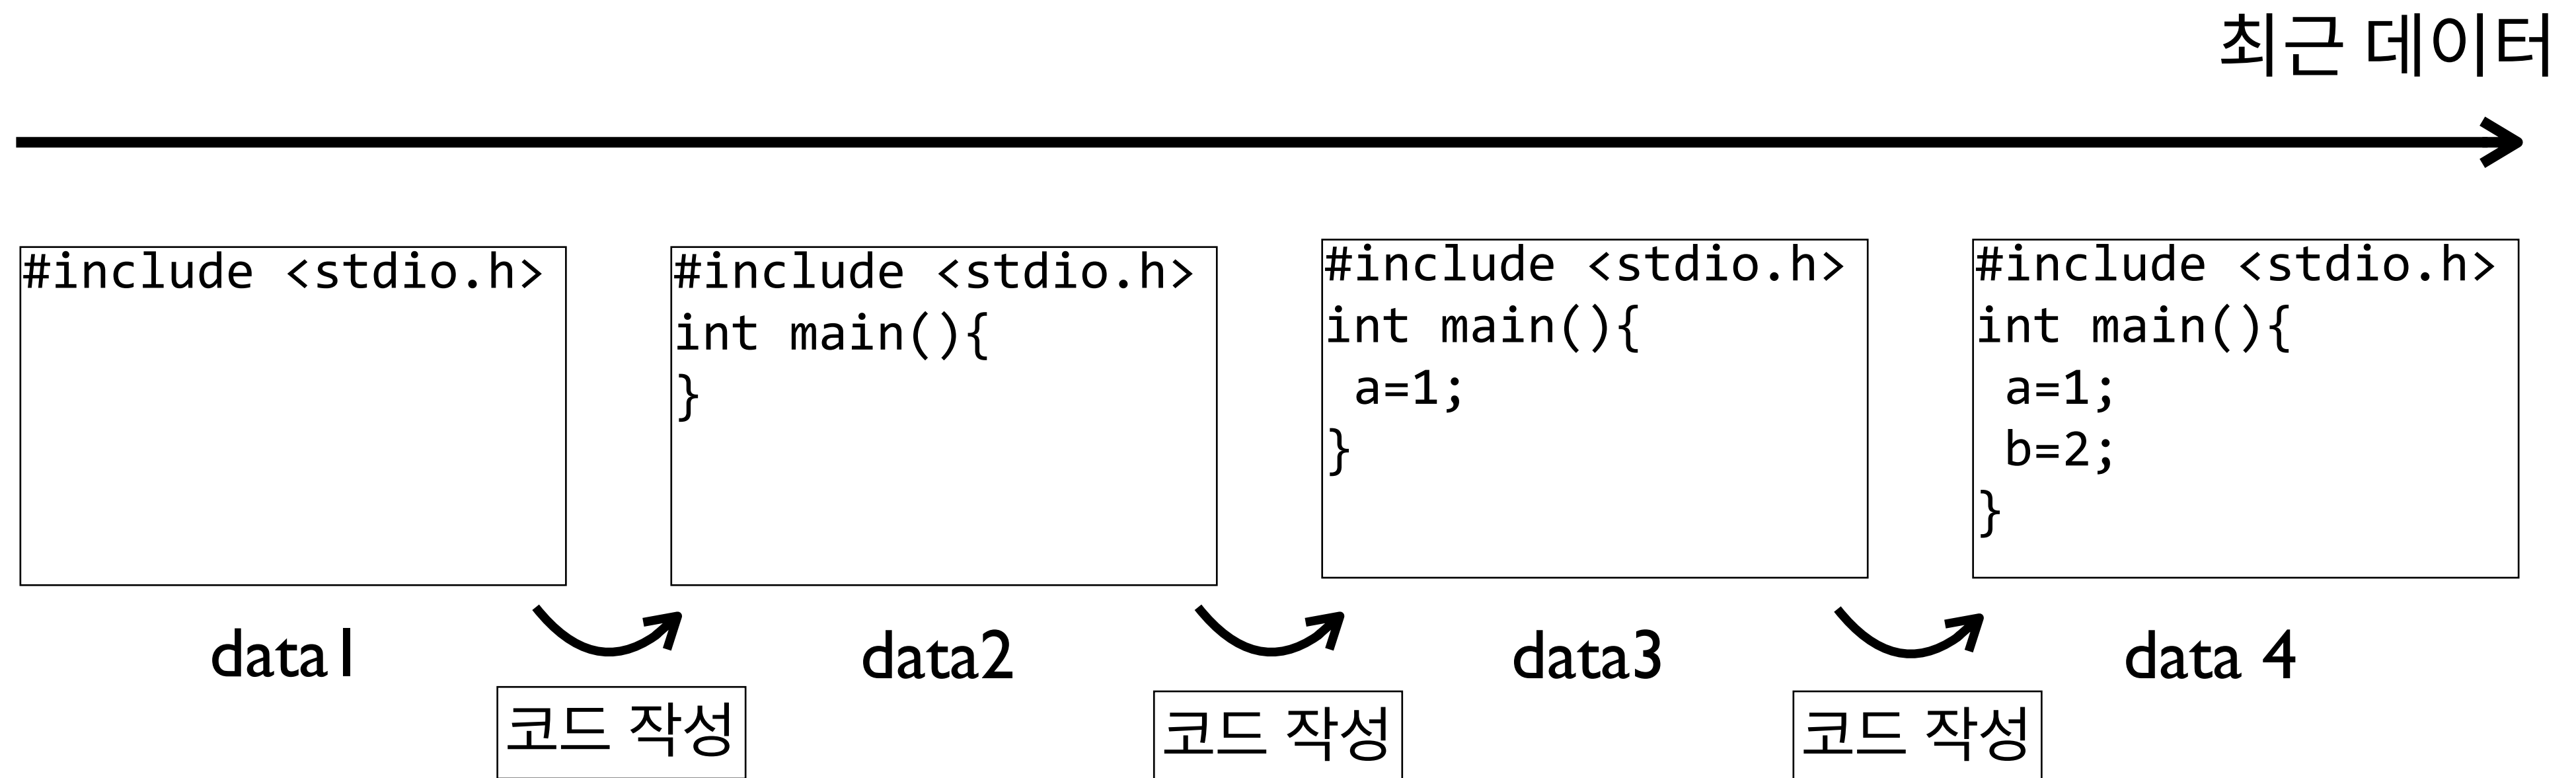 최근 데이터
#include <stdio.h>
#include <stdio.h>
int main(){
}
#include <stdio.h>
int main(){
 a=1;
}
#include <stdio.h>
int main(){
 a=1;
 b=2;
}
data1
data2
data3
data 4
코드 작성
코드 작성
코드 작성